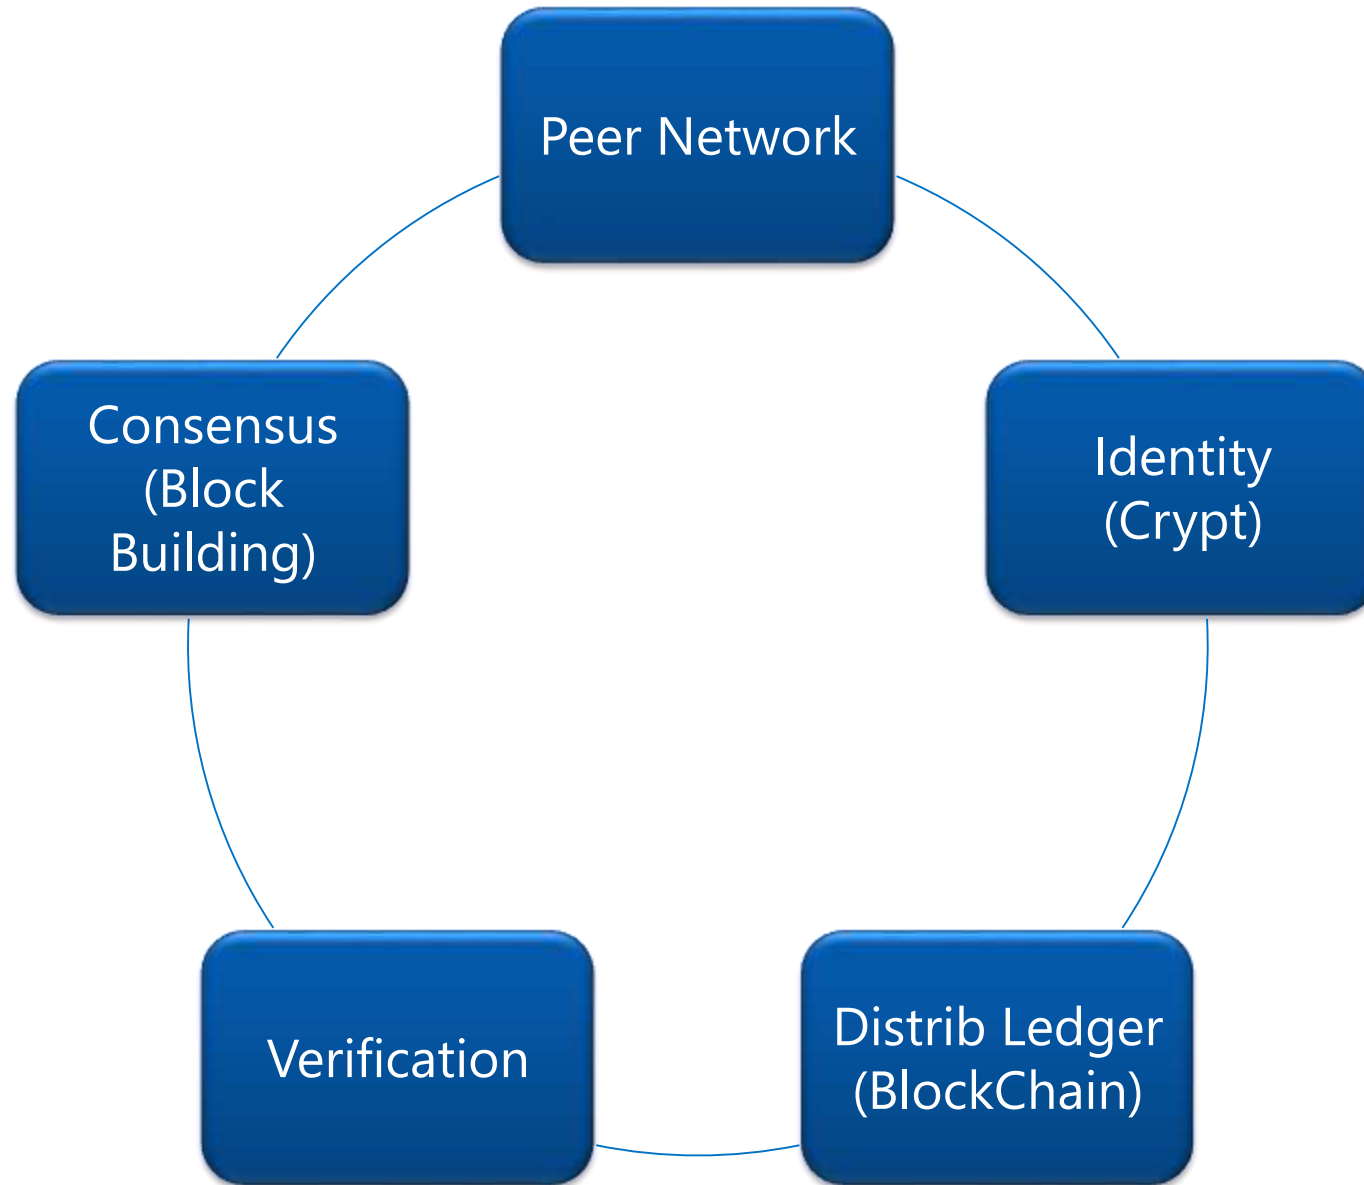 Peer Network
Consensus
(Block
Building)
Identity
(Crypt)
Verification
Distrib Ledger
(BlockChain)